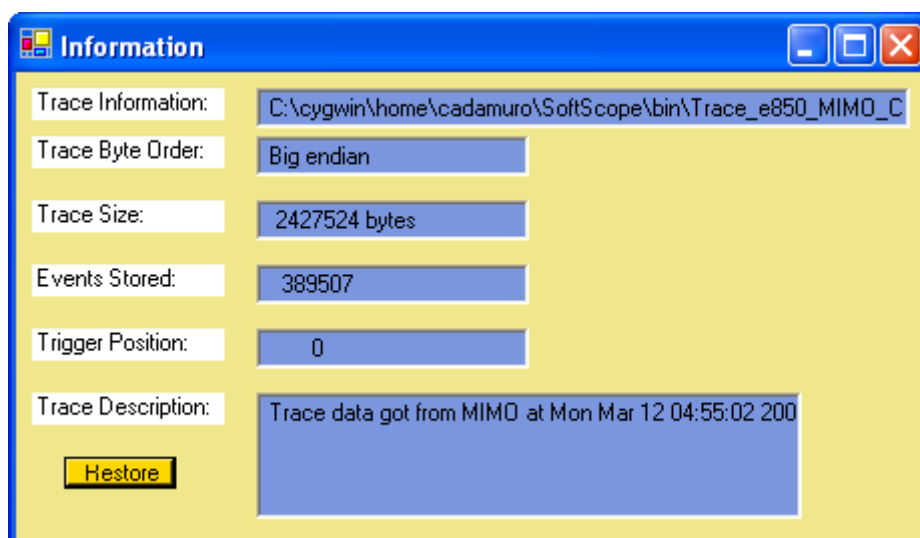 Information
Trace Information: C:\cygwin\home\cadamuro\SoftScope\bin\Trace_e850_MIMO_C
Trace Byte Order: Big endian
Trace Size: 2427524 bytes
Events Stored: 389507
Trigger Position: 0
Trace Description: Trace data got from MIMO at Mon Mar 12 04:55:02 200
Restore